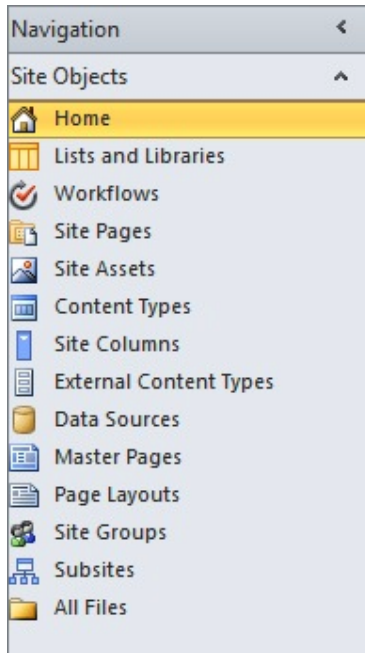 Navigation
Site Objects
Home
Lists and Libraries
Workflows
Site Pages
Site Assets
Content Types
Site Columns
External Content Types
Data Sources
Master Pages
Page Layouts
Site Groups
Subsites
All Files